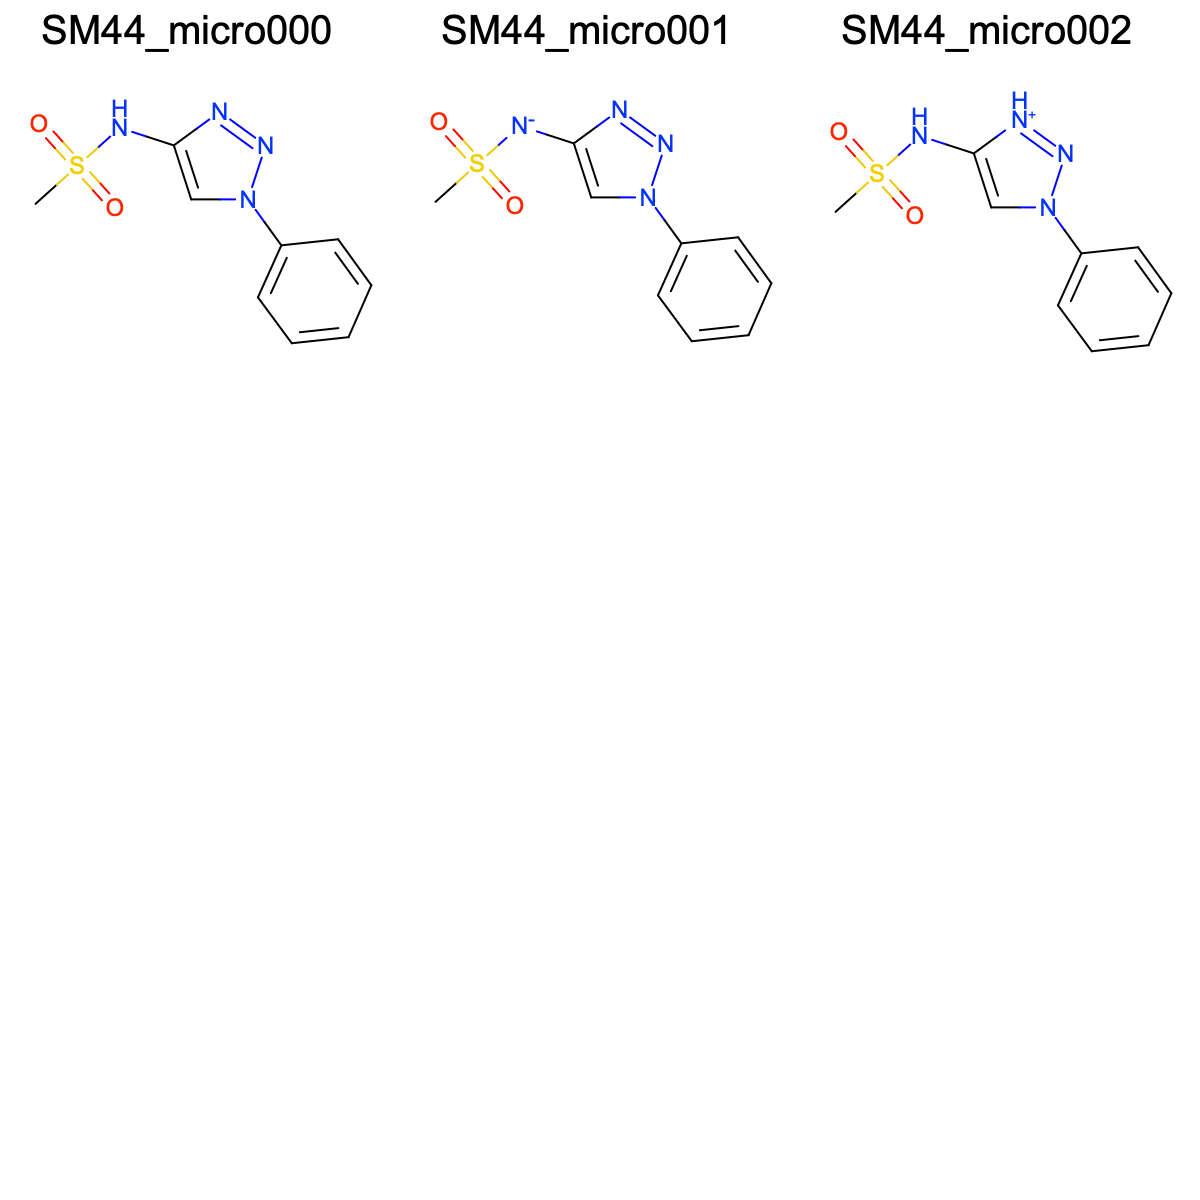 SM44_micro000 SM44_micro001 SM44_micro002
O H N S O N N N
O N- S O N N N
O H N S O H N+ N N